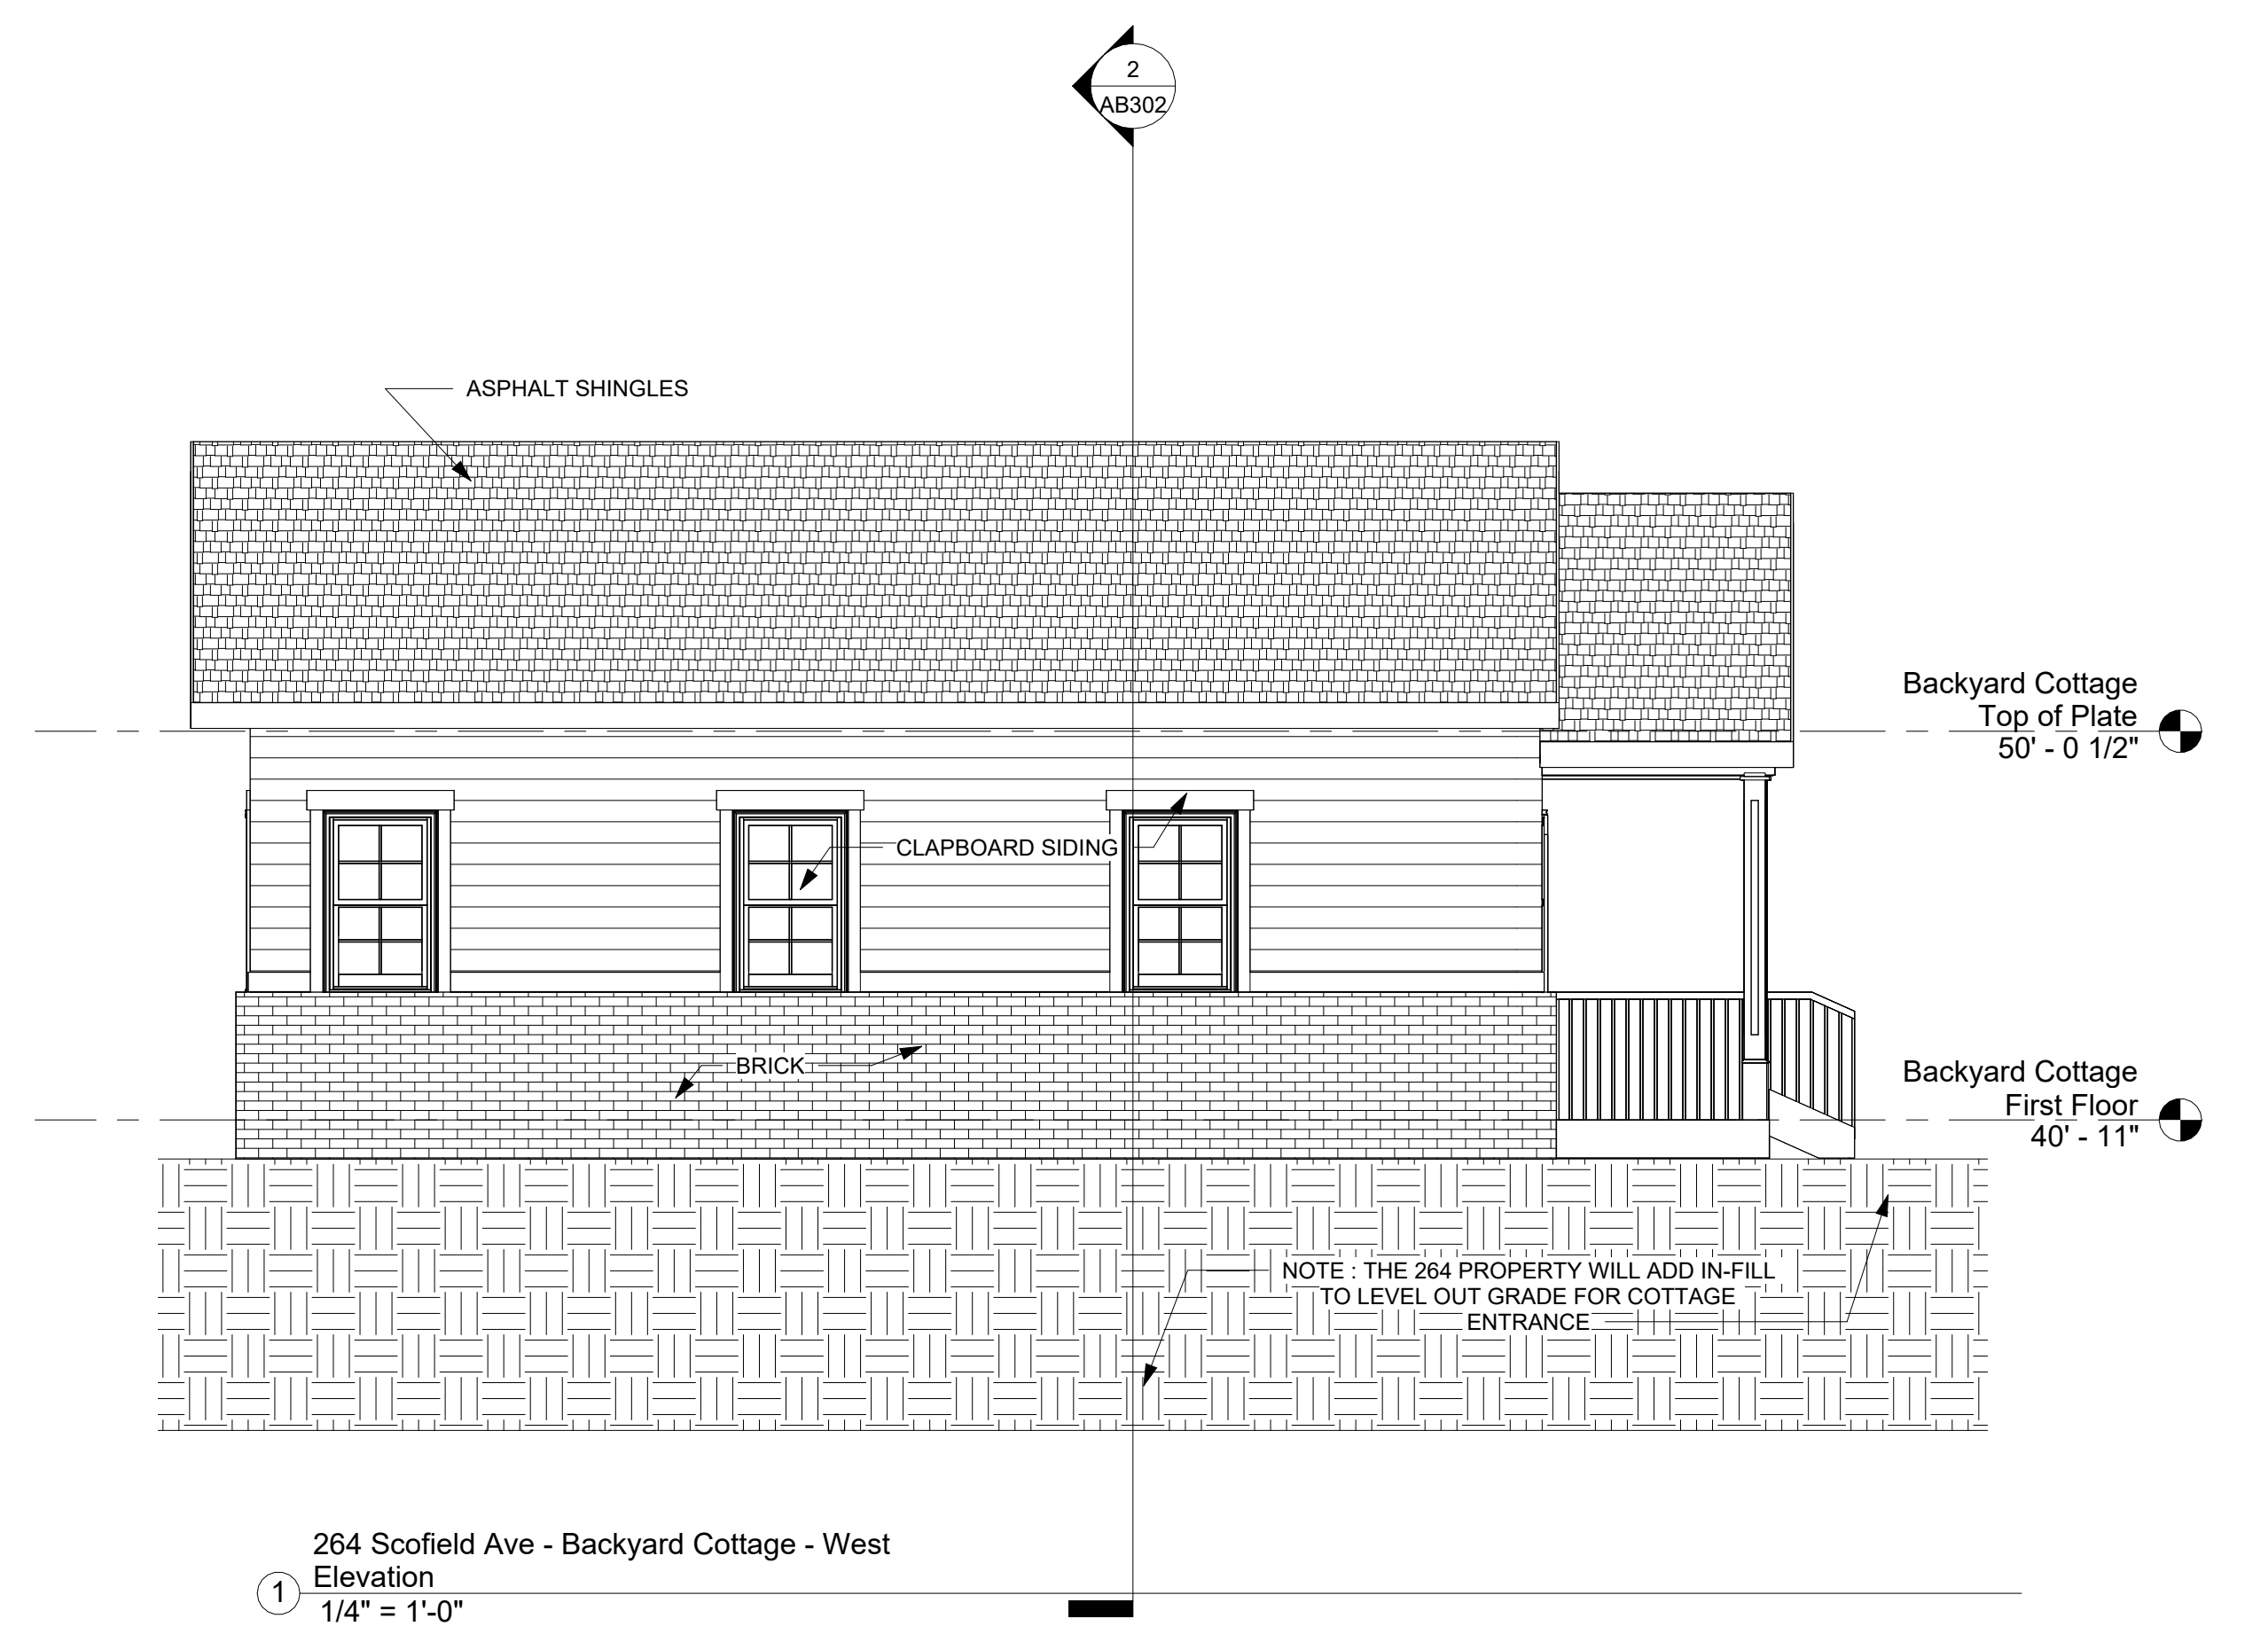 2
AB302
ASPHALT SHINGLES
Backyard Cottage
Top of Plate
50' - 0 1/2"
CLAPBOARD SIDING
BRICK
Backyard Cottage
First Floor
40' - 11"
NOTE : THE 264 PROPERTY WILL ADD IN-FILL
TO LEVEL OUT GRADE FOR COTTAGE
ENTRANCE
264 Scofield Ave - Backyard Cottage - West
Elevation
1
1/4" = 1'-0"